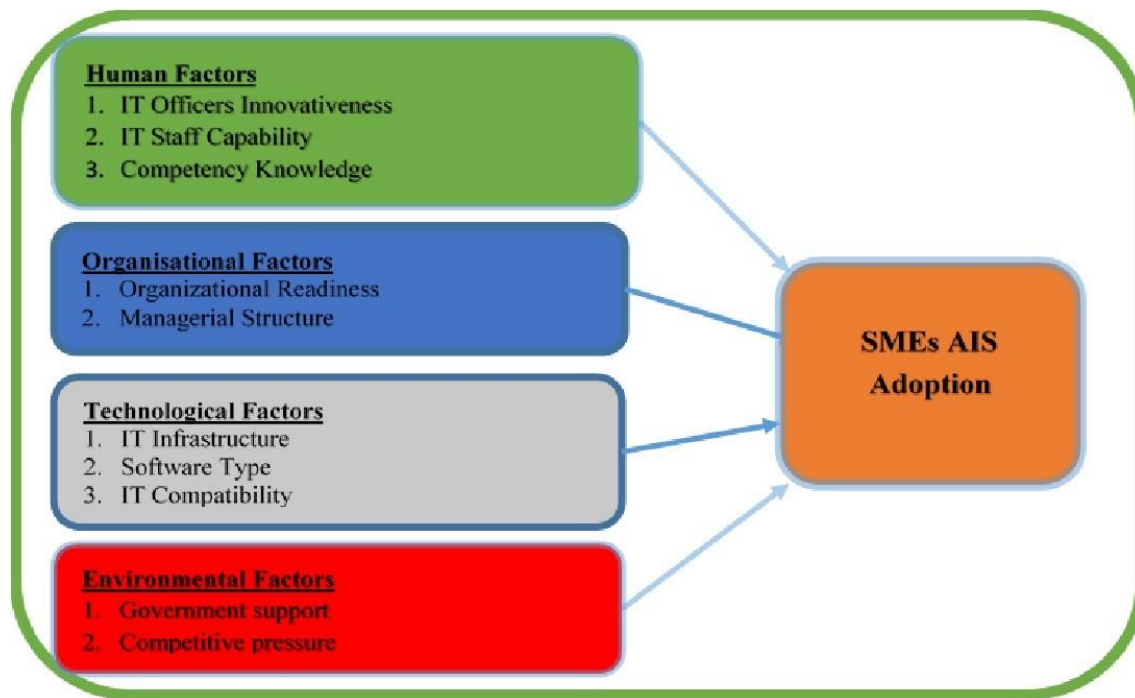 Human Factors
1. IT Officers Innovativeness
2. IT Staff Capability
3. Competency Knowledge
Organisational Factors
1. Organizational Readiness
2. Managerial Structure
Technological Factors
1. IT Infrastructure
2. Software Type
3. IT Compatibility
Environmental Factors
1. Government support
2. Competitive pressure
SMEs AIS
Adoption